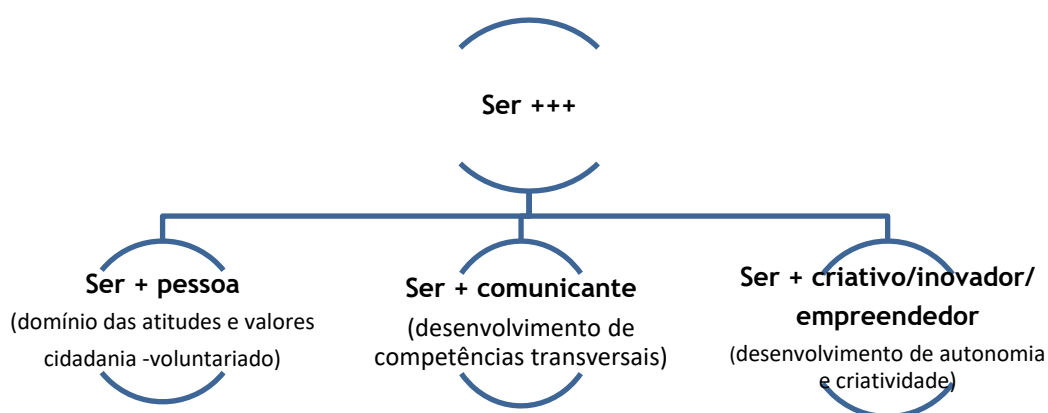 Ser +++
Ser + pessoa
(domínio das atitudes e valores
cidadania -voluntariado)
Ser + comunicante
(desenvolvimento de
competências transversais)
Ser + criativo/inovador/
empreendedor
(desenvolvimento de autonomia
e criatividade)